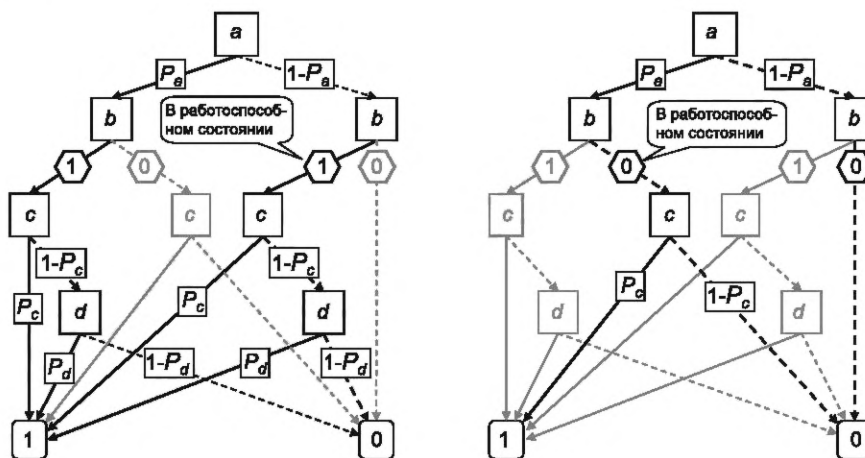 a
P_a
1-P_a
b
b
В работоспособ-
ном состоянии
1
0
1
0
c
c
c
1-P_c
1-P_c
P_c
P_c
d
d
P_d
1-P_d
P_d
1-P_d
1
0
a
P_a
1-P_a
b
b
В работоспособ-
ном состоянии
1
0
1
0
c
c
c
P_c
1-P_c
d
d
1
0